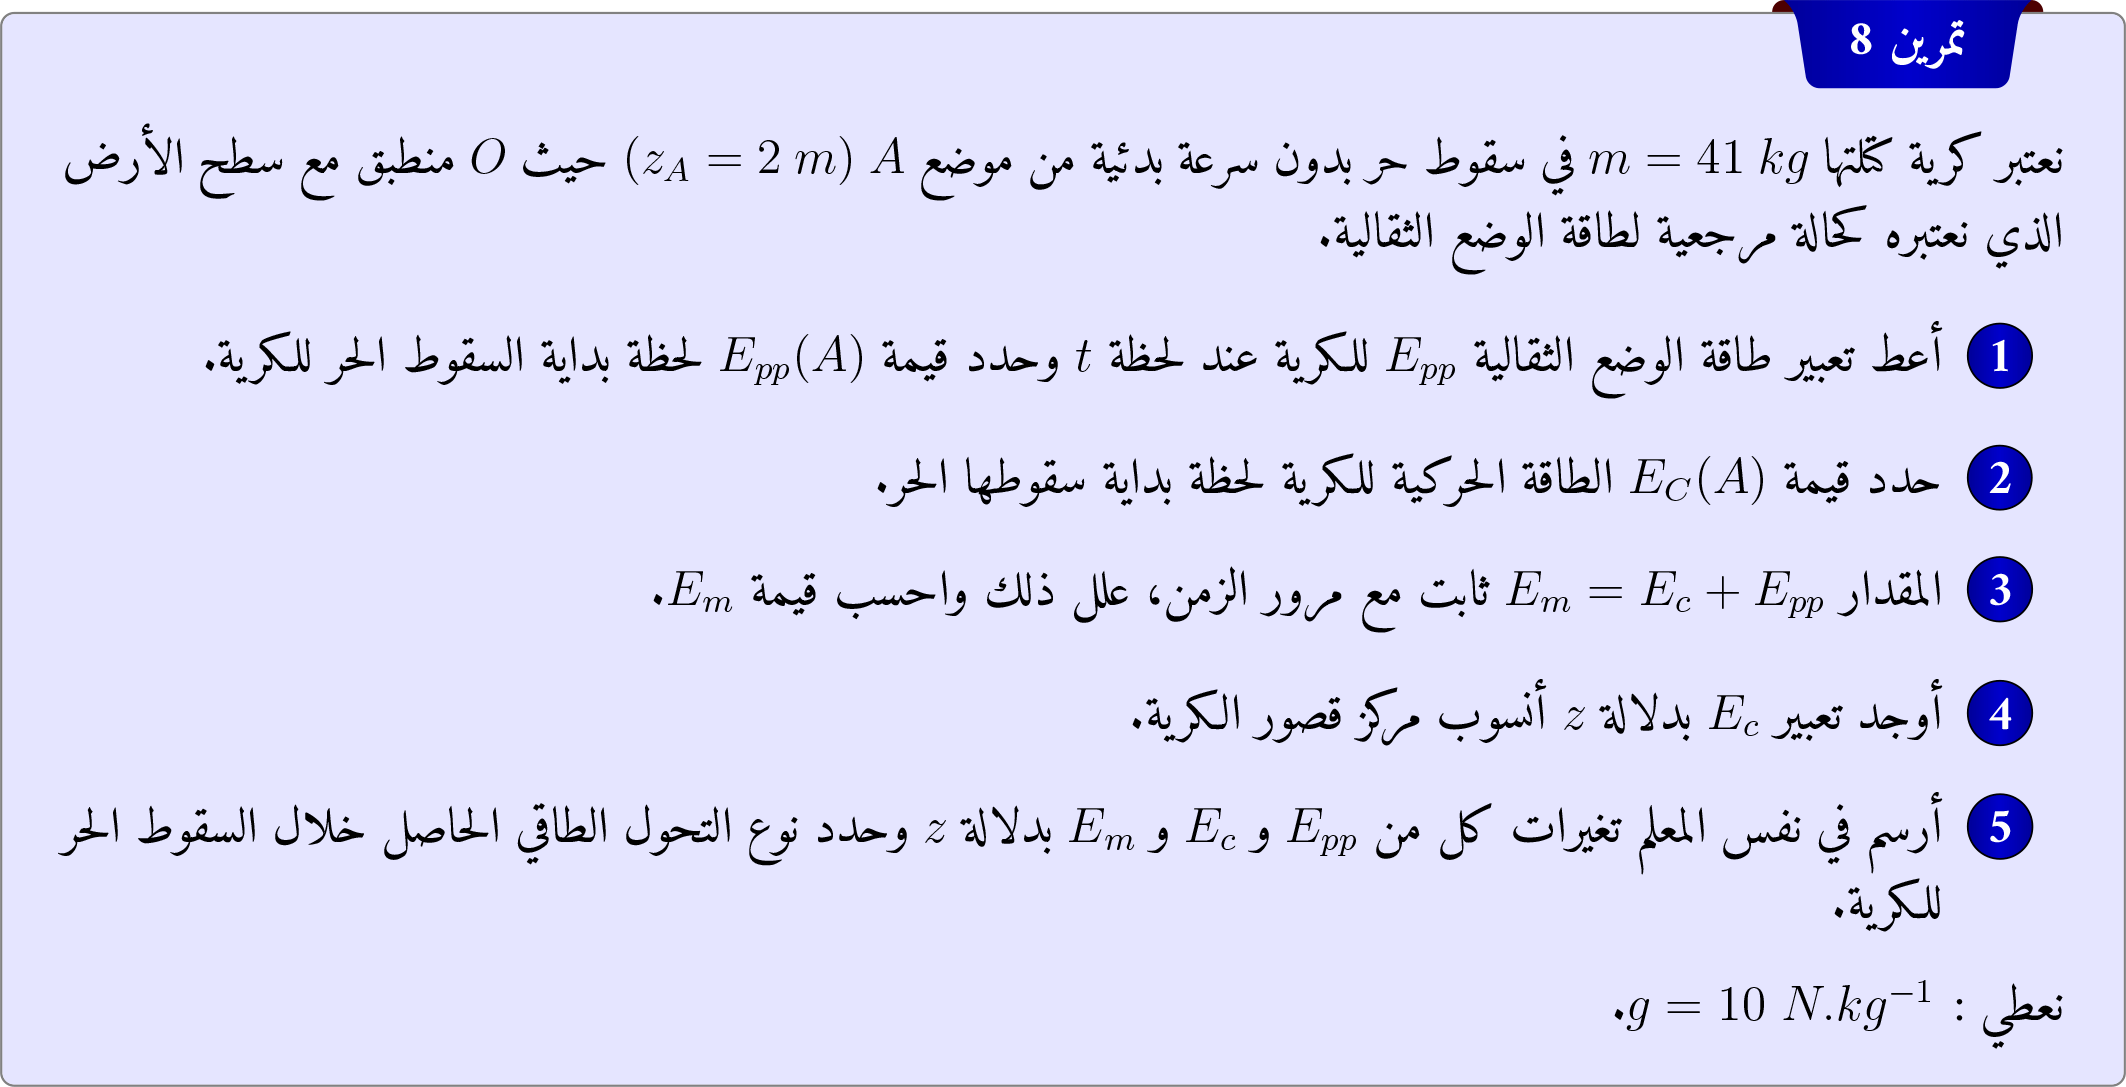 تمرين 8
نعتبر كرية كتلتها m = 41 kg في سقوط حر بدون سرعة بدئية من موضع A (z_A = 2 m) حيث O منطبق مع سطح الأرض
الذي نعتبره كحالة مرجعية لطاقة الوضع الثقالية.
1 أعط تعبير طاقة الوضع الثقالية E_{pp} للكرية عند لحظة t وحدد قيمة E_{pp}(A) لحظة بداية السقوط الحر للكرية.
2 حدد قيمة E_C(A) الطاقة الحركية للكرية لحظة بداية سقوطها الحر.
3 المقدار E_m = E_c + E_{pp} ثابت مع مرور الزمن، علل ذلك واحسب قيمة E_m.
4 أوجد تعبير E_c بدلالة z أنسوب مركز قصور الكرية.
5 أرسم في نفس المعلم تغيرات كل من E_{pp} و E_c و E_m بدلالة z وحدد نوع التحول الطاقي الحاصل خلال السقوط الحر
للكرية.
نعطي : g = 10 N.kg^{-1}.